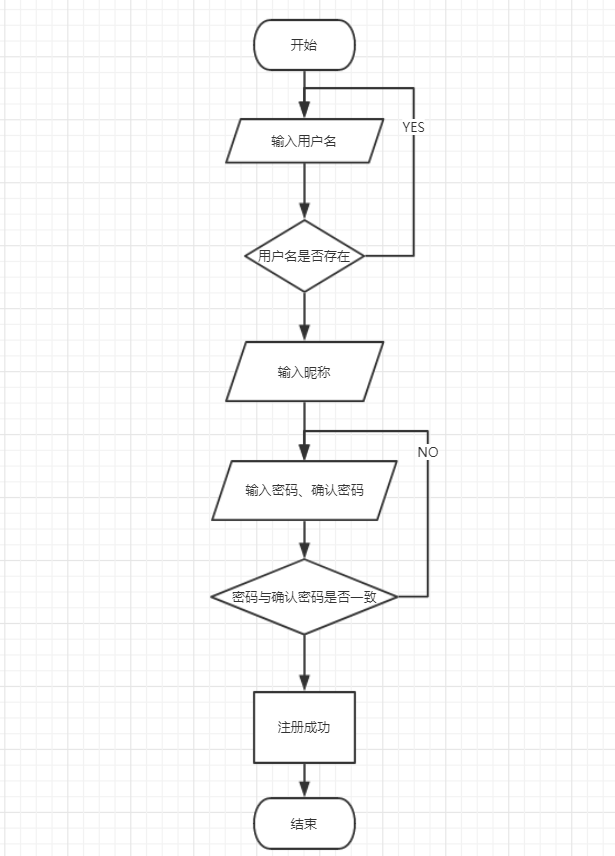 开始
YES
输入用户名
用户名是否存在
输入昵称
NO
输入密码、确认密码
密码与确认密码是否一致
注册成功
结束